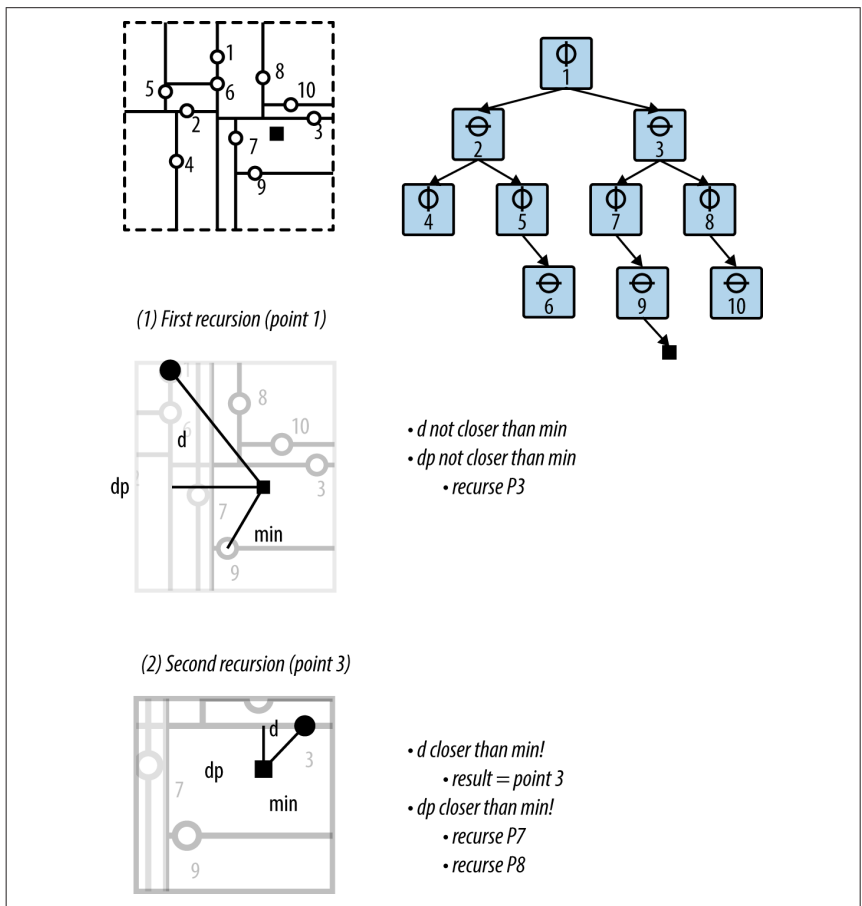 1
5
6
8
10
2
3
7
4
9
1
2
3
4
5
7
8
6
9
10
(1) First recursion (point 1)
1
8
6
d
10
dp
3
7
min
9
• d not closer than min
• dp not closer than min
• recurse P3
(2) Second recursion (point 3)
d
3
dp
7
min
9
• d closer than min!
• result = point 3
• dp closer than min!
• recurse P7
• recurse P8